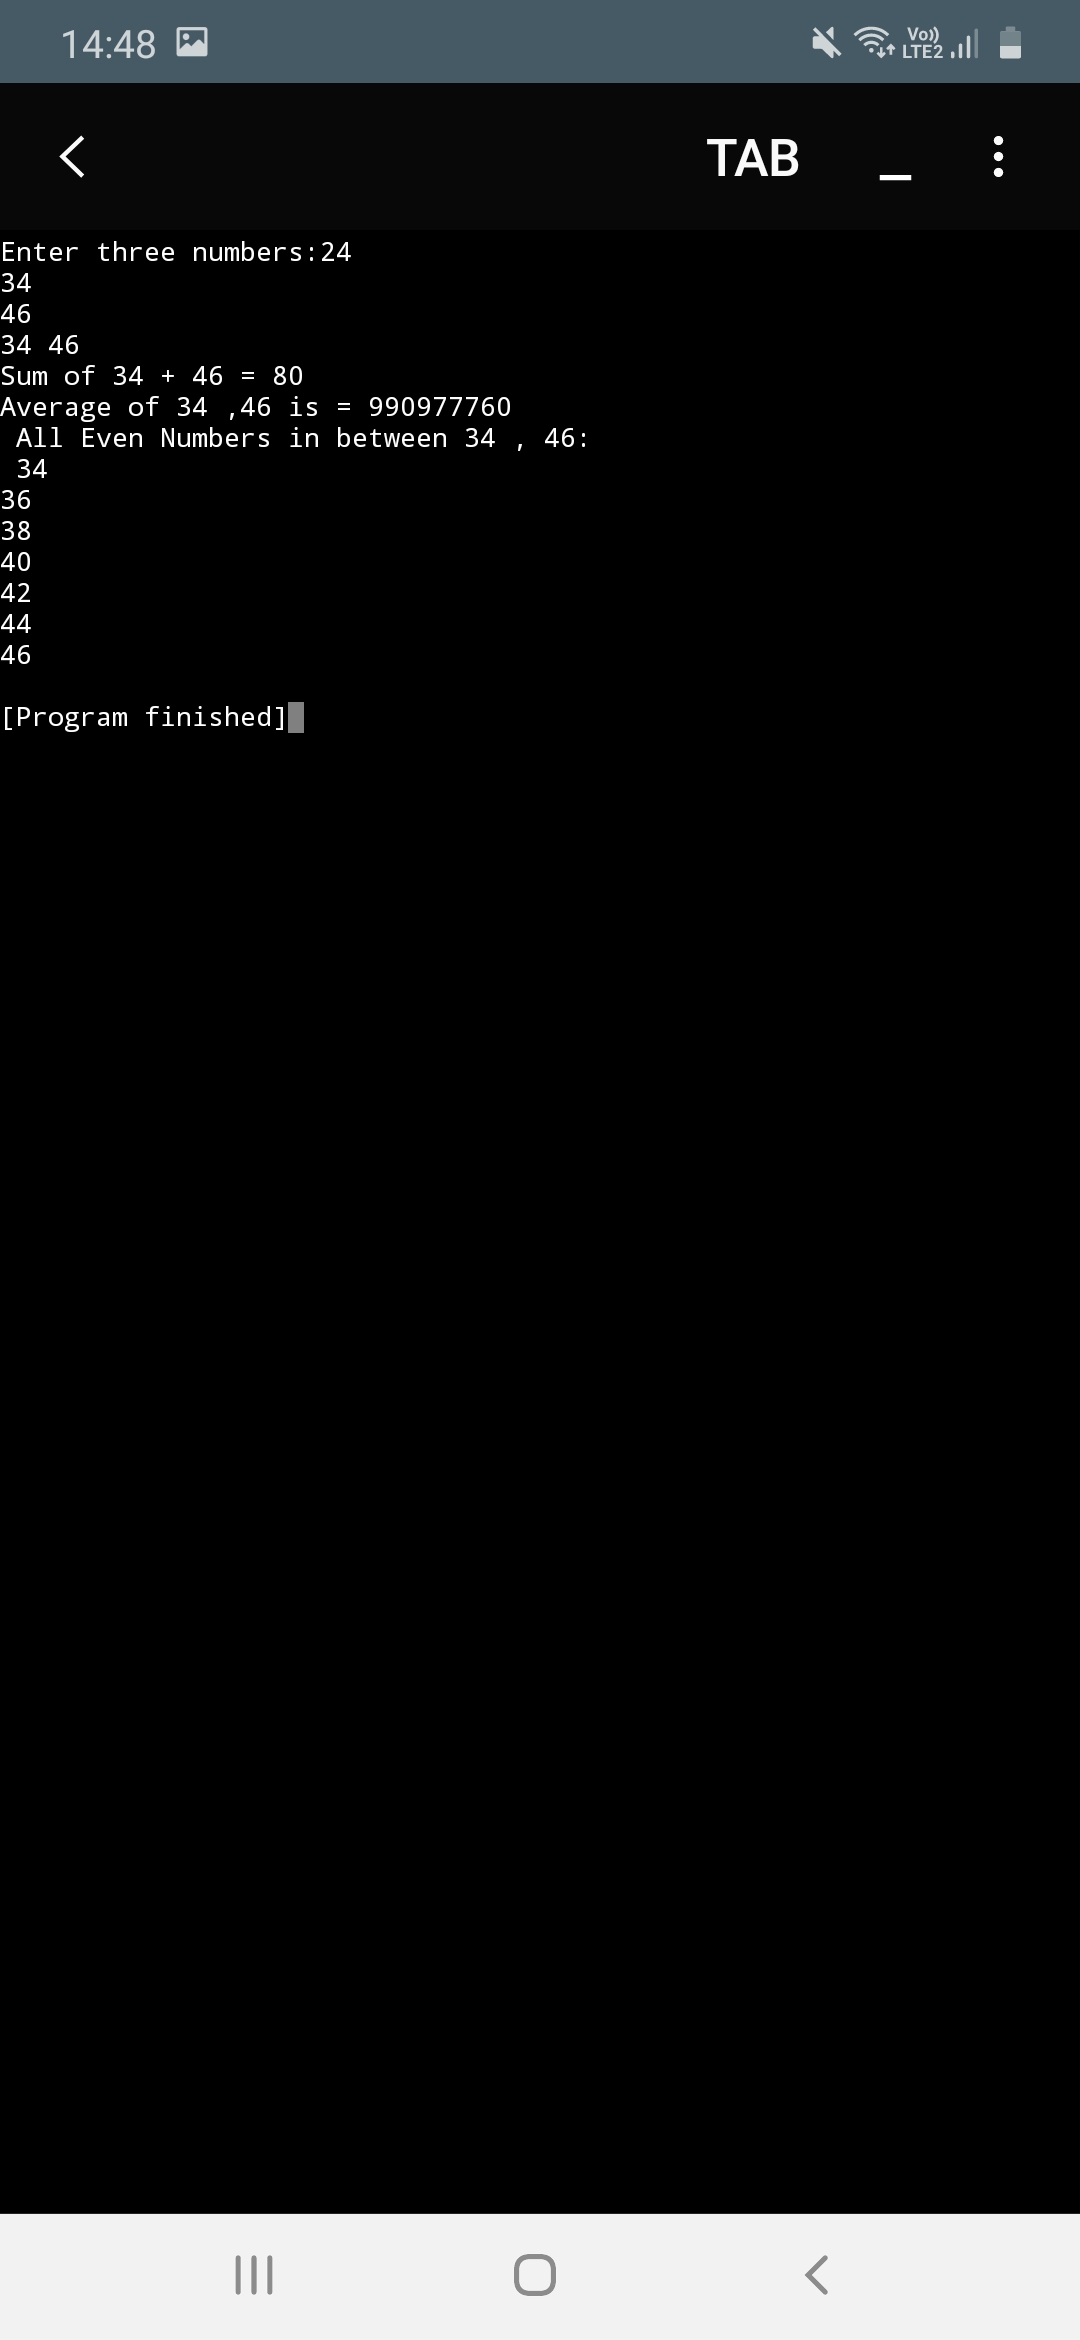 14:48 Vo)) LTE2
TAB _
Enter three numbers:24
34
46
34 46
Sum of 34 + 46 = 80
Average of 34 ,46 is = 990977760
 All Even Numbers in between 34 , 46:
 34
36
38
40
42
44
46
[Program finished]